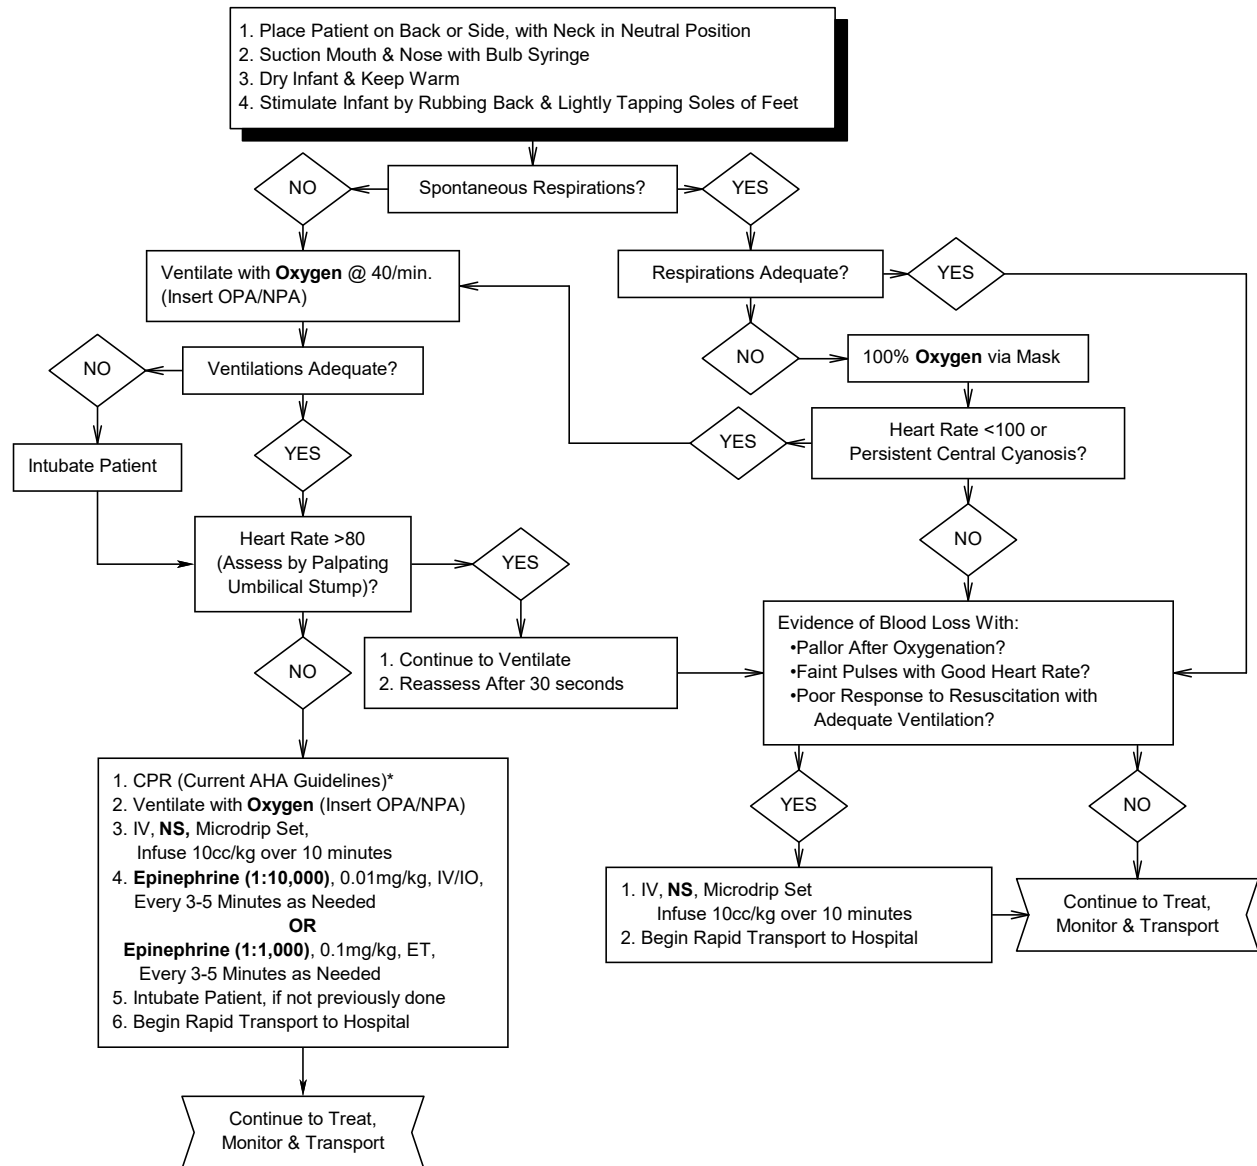 1. Place Patient on Back or Side, with Neck in Neutral Position
2. Suction Mouth & Nose with Bulb Syringe
3. Dry Infant & Keep Warm
4. Stimulate Infant by Rubbing Back & Lightly Tapping Soles of Feet
NO
Spontaneous Respirations?
YES
Ventilate with Oxygen @ 40/min.
(Insert OPA/NPA)
Respirations Adequate?
YES
NO
Ventilations Adequate?
NO
100% Oxygen via Mask
YES
YES
Heart Rate <100 or
Persistent Central Cyanosis?
Intubate Patient
Heart Rate >80
(Assess by Palpating
Umbilical Stump)?
YES
NO
NO
1. Continue to Ventilate
2. Reassess After 30 seconds
Evidence of Blood Loss With:
•Pallor After Oxygenation?
•Faint Pulses with Good Heart Rate?
•Poor Response to Resuscitation with
Adequate Ventilation?
1. CPR (Current AHA Guidelines)*
2. Ventilate with Oxygen (Insert OPA/NPA)
3. IV, NS, Microdrip Set,
Infuse 10cc/kg over 10 minutes
4. Epinephrine (1:10,000), 0.01mg/kg, IV/IO,
Every 3-5 Minutes as Needed
OR
Epinephrine (1:1,000), 0.1mg/kg, ET,
Every 3-5 Minutes as Needed
5. Intubate Patient, if not previously done
6. Begin Rapid Transport to Hospital
YES
NO
1. IV, NS, Microdrip Set
Infuse 10cc/kg over 10 minutes
2. Begin Rapid Transport to Hospital
Continue to Treat,
Monitor & Transport
Continue to Treat,
Monitor & Transport